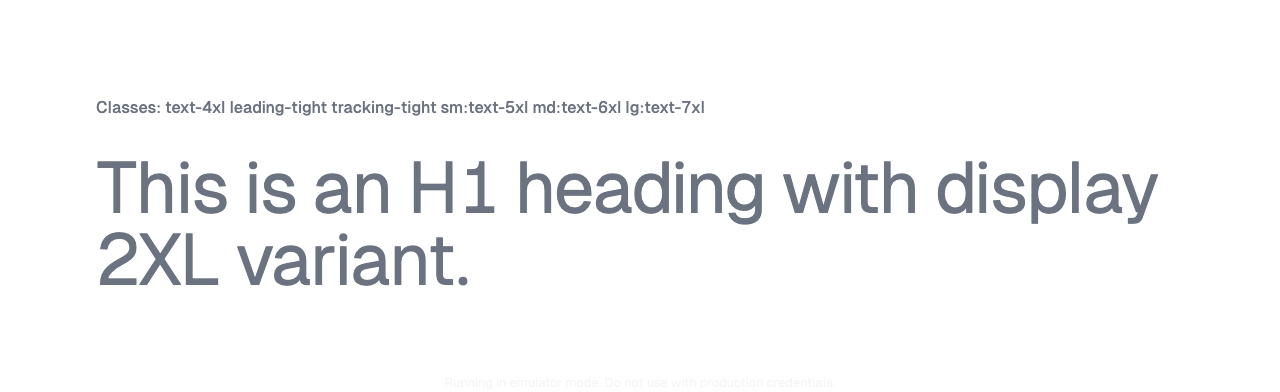 Classes: text-4xl leading-tight tracking-tight sm:text-5xl md:text-6xl lg:text-7xl
This is an H1 heading with display
2XL variant.
Running in emulator mode. Do not use with production credentials.